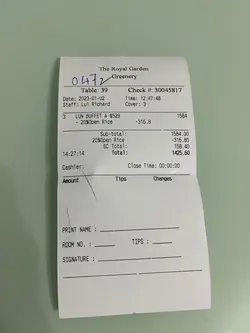 The Royal Garden
Greenery
0472
Table: 39 Check #: 30045817
Date: 2023-01-02 Time: 12:47:48
Staff: Lui Richard Cover: 3
3 LUN BUFFET A @528 1584
- 20%Open Rice -316.8
Sub-total: 1584.00
20%Open Rice -316.80
SC Total: 158.40
14:27:14 Total: 1425.60
Cashier: Close Time: 00:00:00
Amount Tips Changes
PRINT NAME :
ROOM NO. : TIPS :
SIGNATURE :